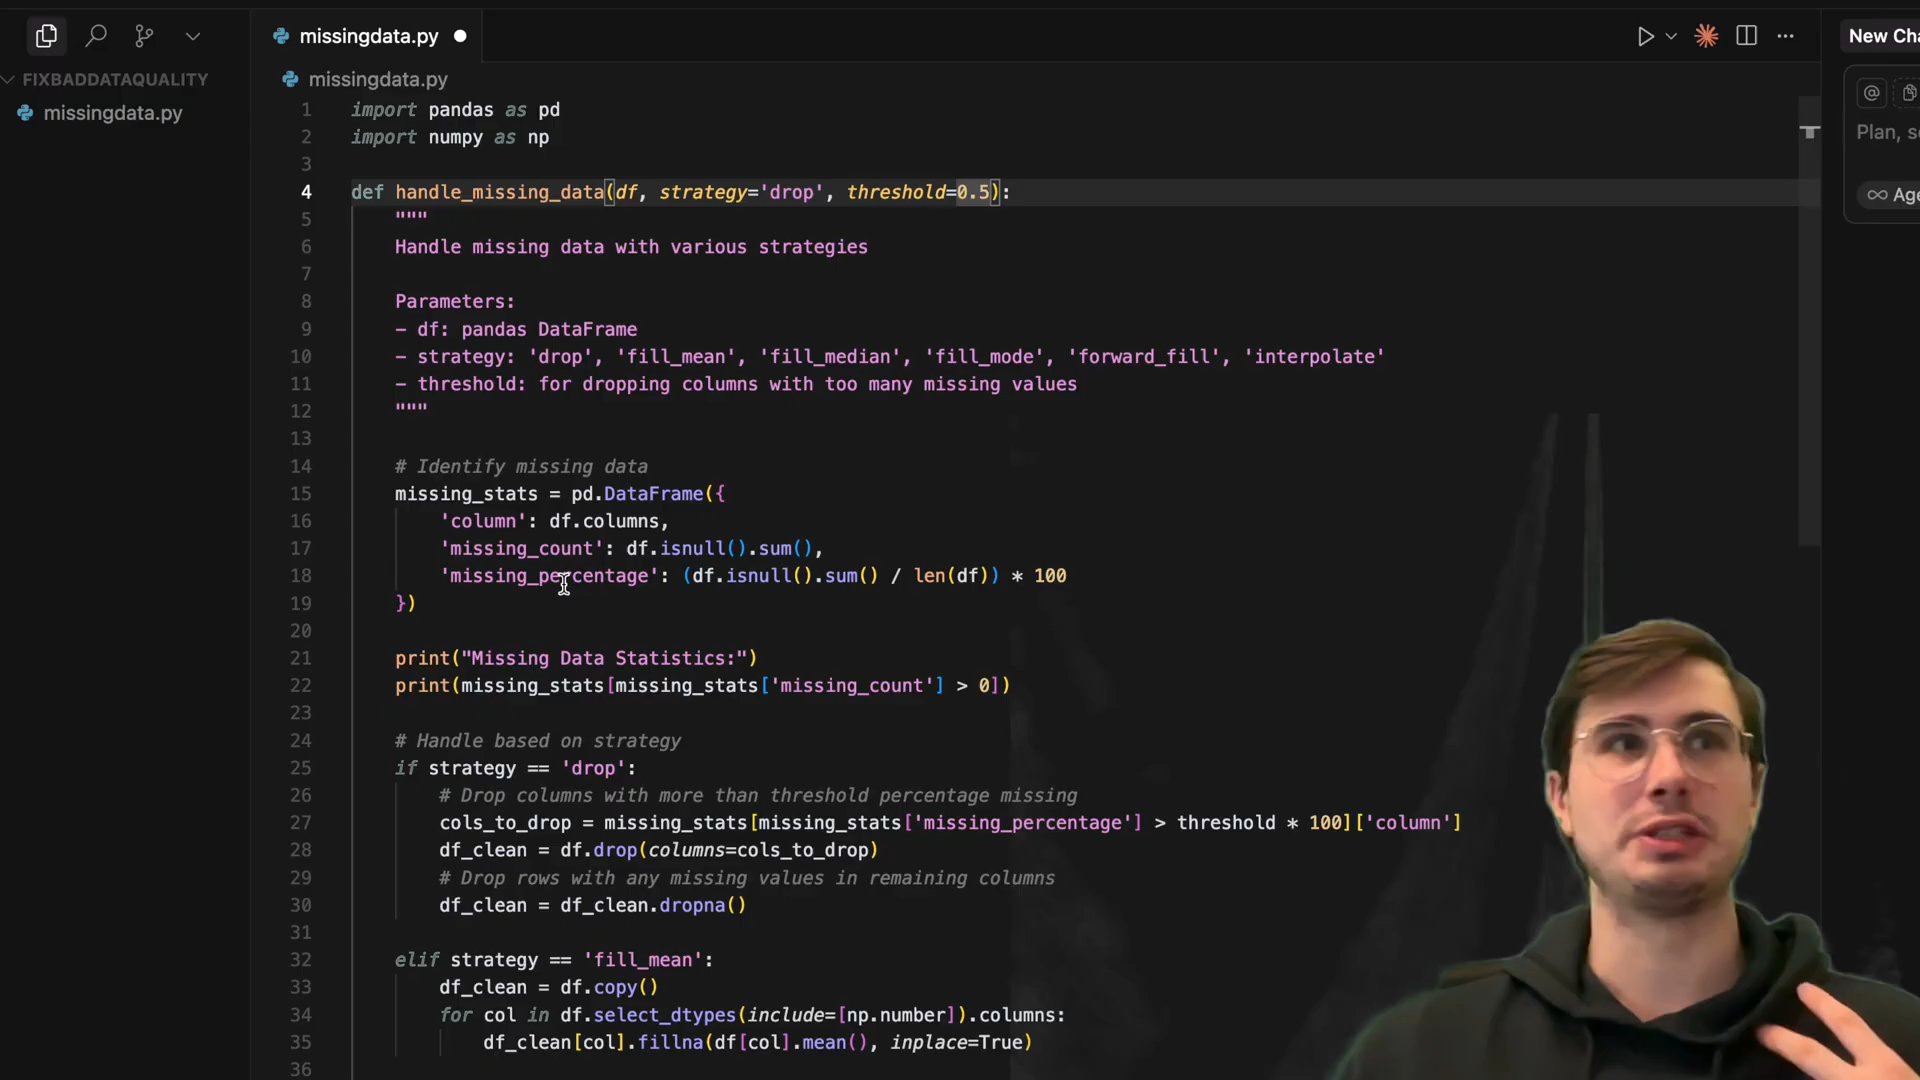 missingdata.py
New Cha
FIXBADDATAQUALITY
missingdata.py
missingdata.py
@
Plan, s
Age
1 import pandas as pd
2 import numpy as np
3
4 def handle_missing_data(df, strategy='drop', threshold=0.5):
5 """
6 Handle missing data with various strategies
7
8 Parameters:
9 - df: pandas DataFrame
10 - strategy: 'drop', 'fill_mean', 'fill_median', 'fill_mode', 'forward_fill', 'interpolate'
11 - threshold: for dropping columns with too many missing values
12 """
13
14 # Identify missing data
15 missing_stats = pd.DataFrame({
16 'column': df.columns,
17 'missing_count': df.isnull().sum(),
18 'missing_percentage': (df.isnull().sum() / len(df)) * 100
19 })
20
21 print("Missing Data Statistics:")
22 print(missing_stats[missing_stats['missing_count'] > 0])
23
24 # Handle based on strategy
25 if strategy == 'drop':
26 # Drop columns with more than threshold percentage missing
27 cols_to_drop = missing_stats[missing_stats['missing_percentage'] > threshold * 100]['column']
28 df_clean = df.drop(columns=cols_to_drop)
29 # Drop rows with any missing values in remaining columns
30 df_clean = df_clean.dropna()
31
32 elif strategy == 'fill_mean':
33 df_clean = df.copy()
34 for col in df.select_dtypes(include=[np.number]).columns:
35 df_clean[col].fillna(df[col].mean(), inplace=True)
36